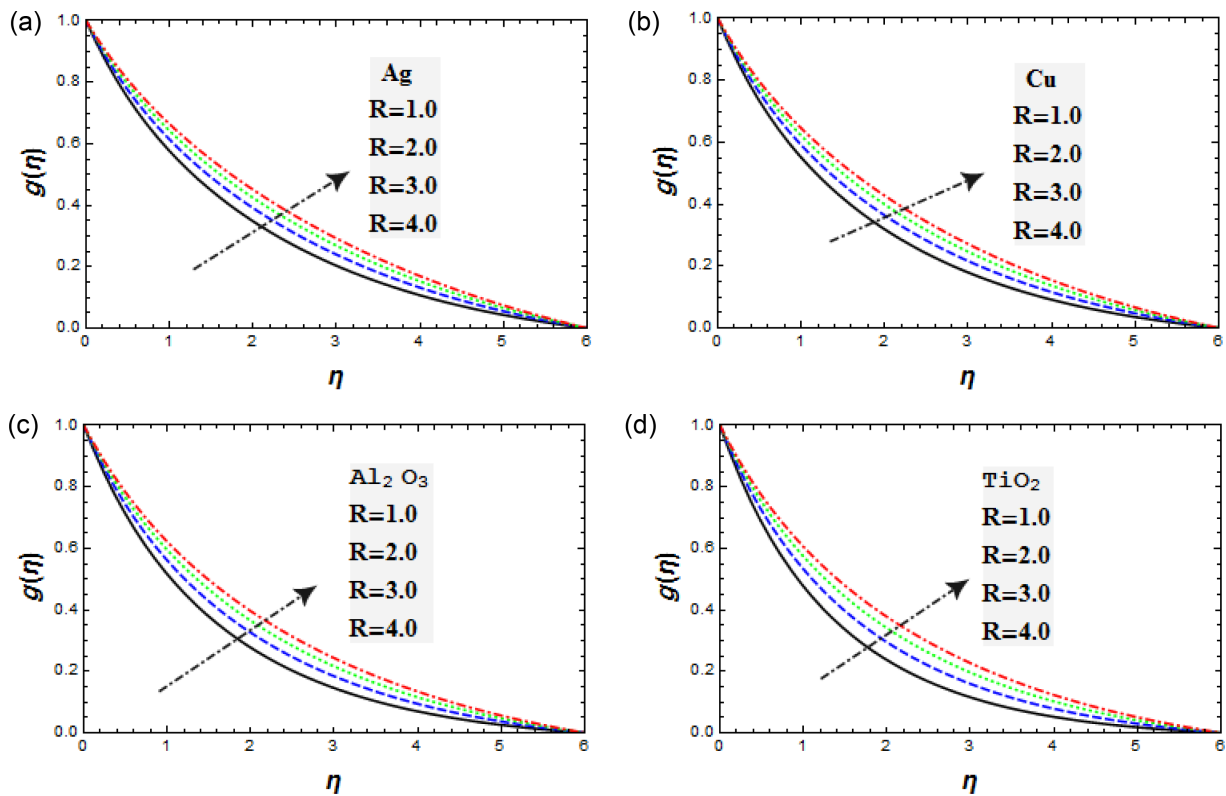 (a)
1.0
0.8
0.6
0.4
0.2
0.0
g(η)
Ag
R=1.0
R=2.0
R=3.0
R=4.0
0 1 2 3 4 5 6
η
(b)
1.0
0.8
0.6
0.4
0.2
0.0
g(η)
Cu
R=1.0
R=2.0
R=3.0
R=4.0
0 1 2 3 4 5 6
η
(c)
1.0
0.8
0.6
0.4
0.2
0.0
g(η)
Al₂ O₃
R=1.0
R=2.0
R=3.0
R=4.0
0 1 2 3 4 5 6
η
(d)
1.0
0.8
0.6
0.4
0.2
0.0
g(η)
TiO₂
R=1.0
R=2.0
R=3.0
R=4.0
0 1 2 3 4 5 6
η